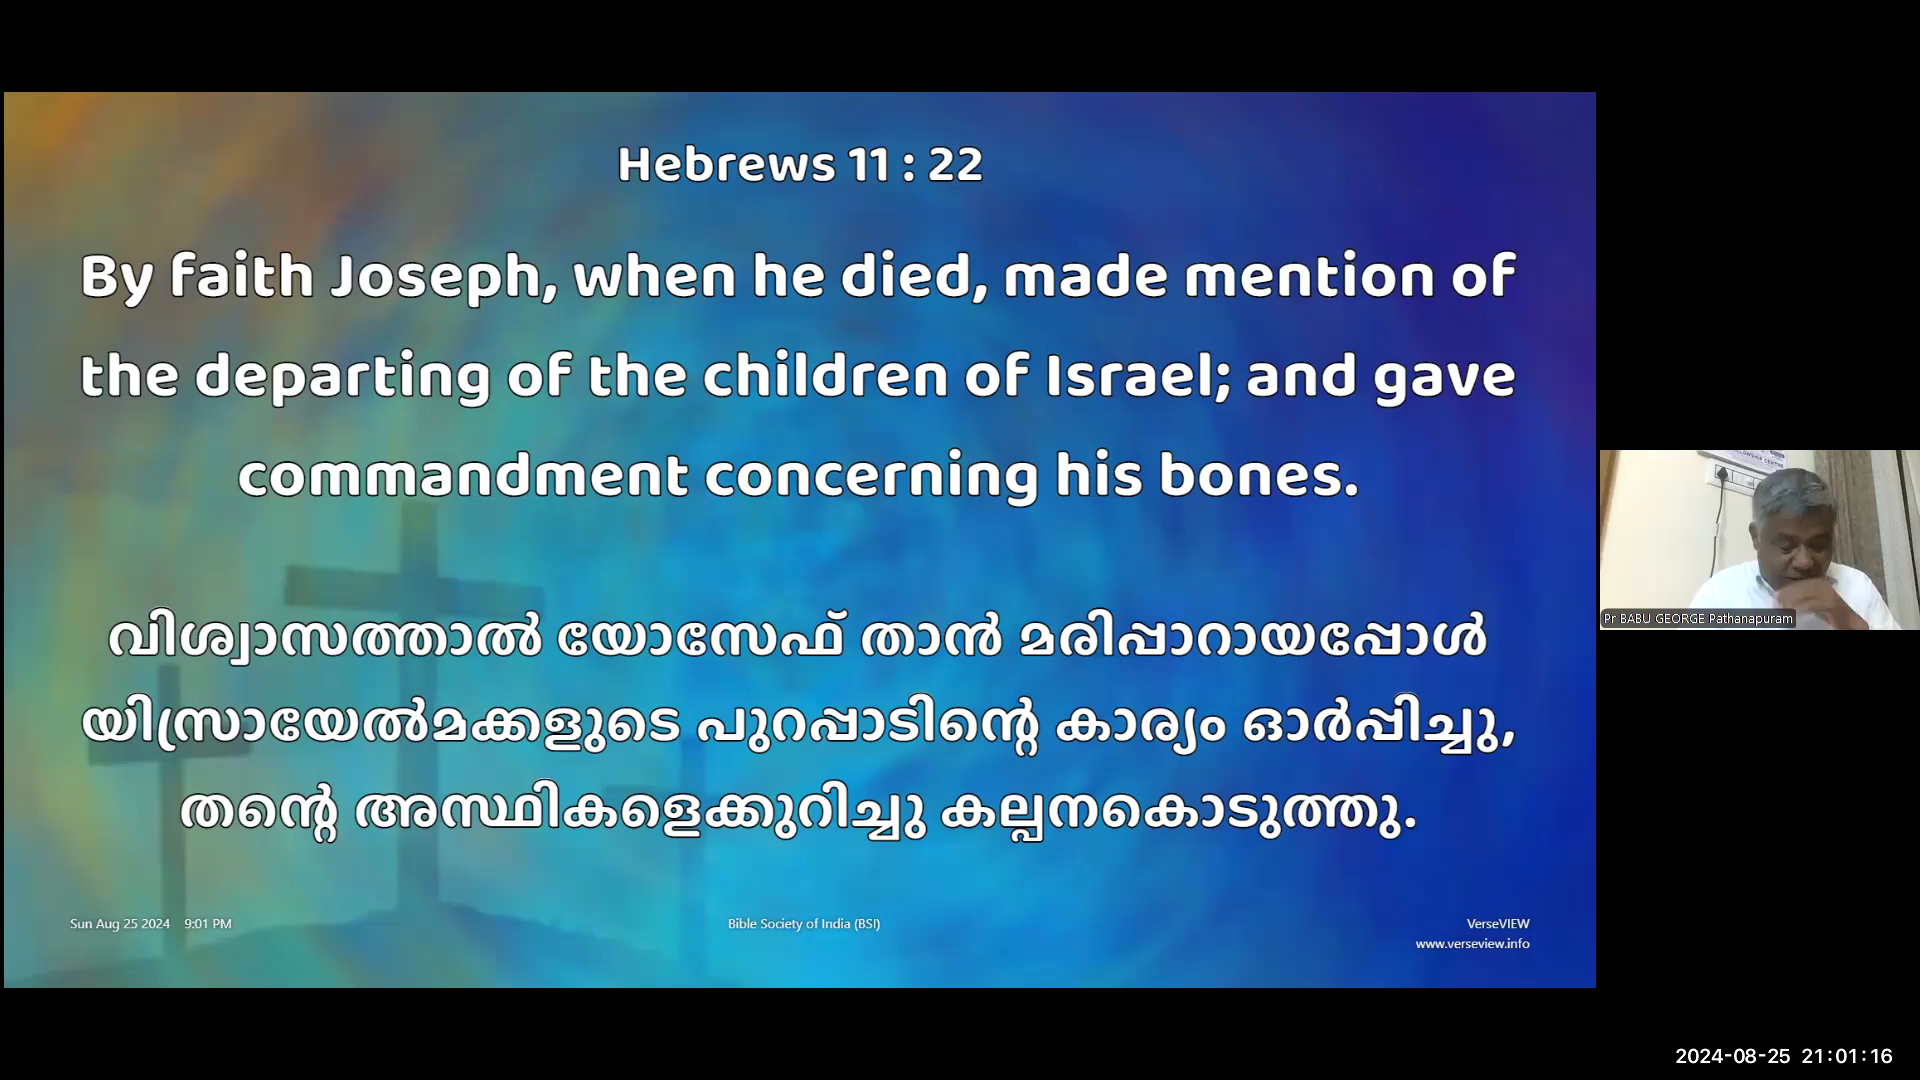 Hebrews 11 : 22
By faith Joseph, when he died, made mention of
the departing of the children of Israel; and gave
commandment concerning his bones.
വിശ്വാസത്താൽ യോസേഫ് താൻ മരിപ്പാറായപ്പോൾ
യിസ്രായേൽമക്കളുടെ പുറപ്പാടിന്റെ കാര്യം ഓർപ്പിച്ചു,
തന്റെ അസ്ഥികളെക്കുറിച്ചു കല്പനകൊടുത്തു.
Sun Aug 25 2024 9:01 PM
Bible Society of India (BSI)
VerseVIEW
www.verseview.info
Pr BABU GEORGE Pathanapuram
2024-08-25 21:01:16